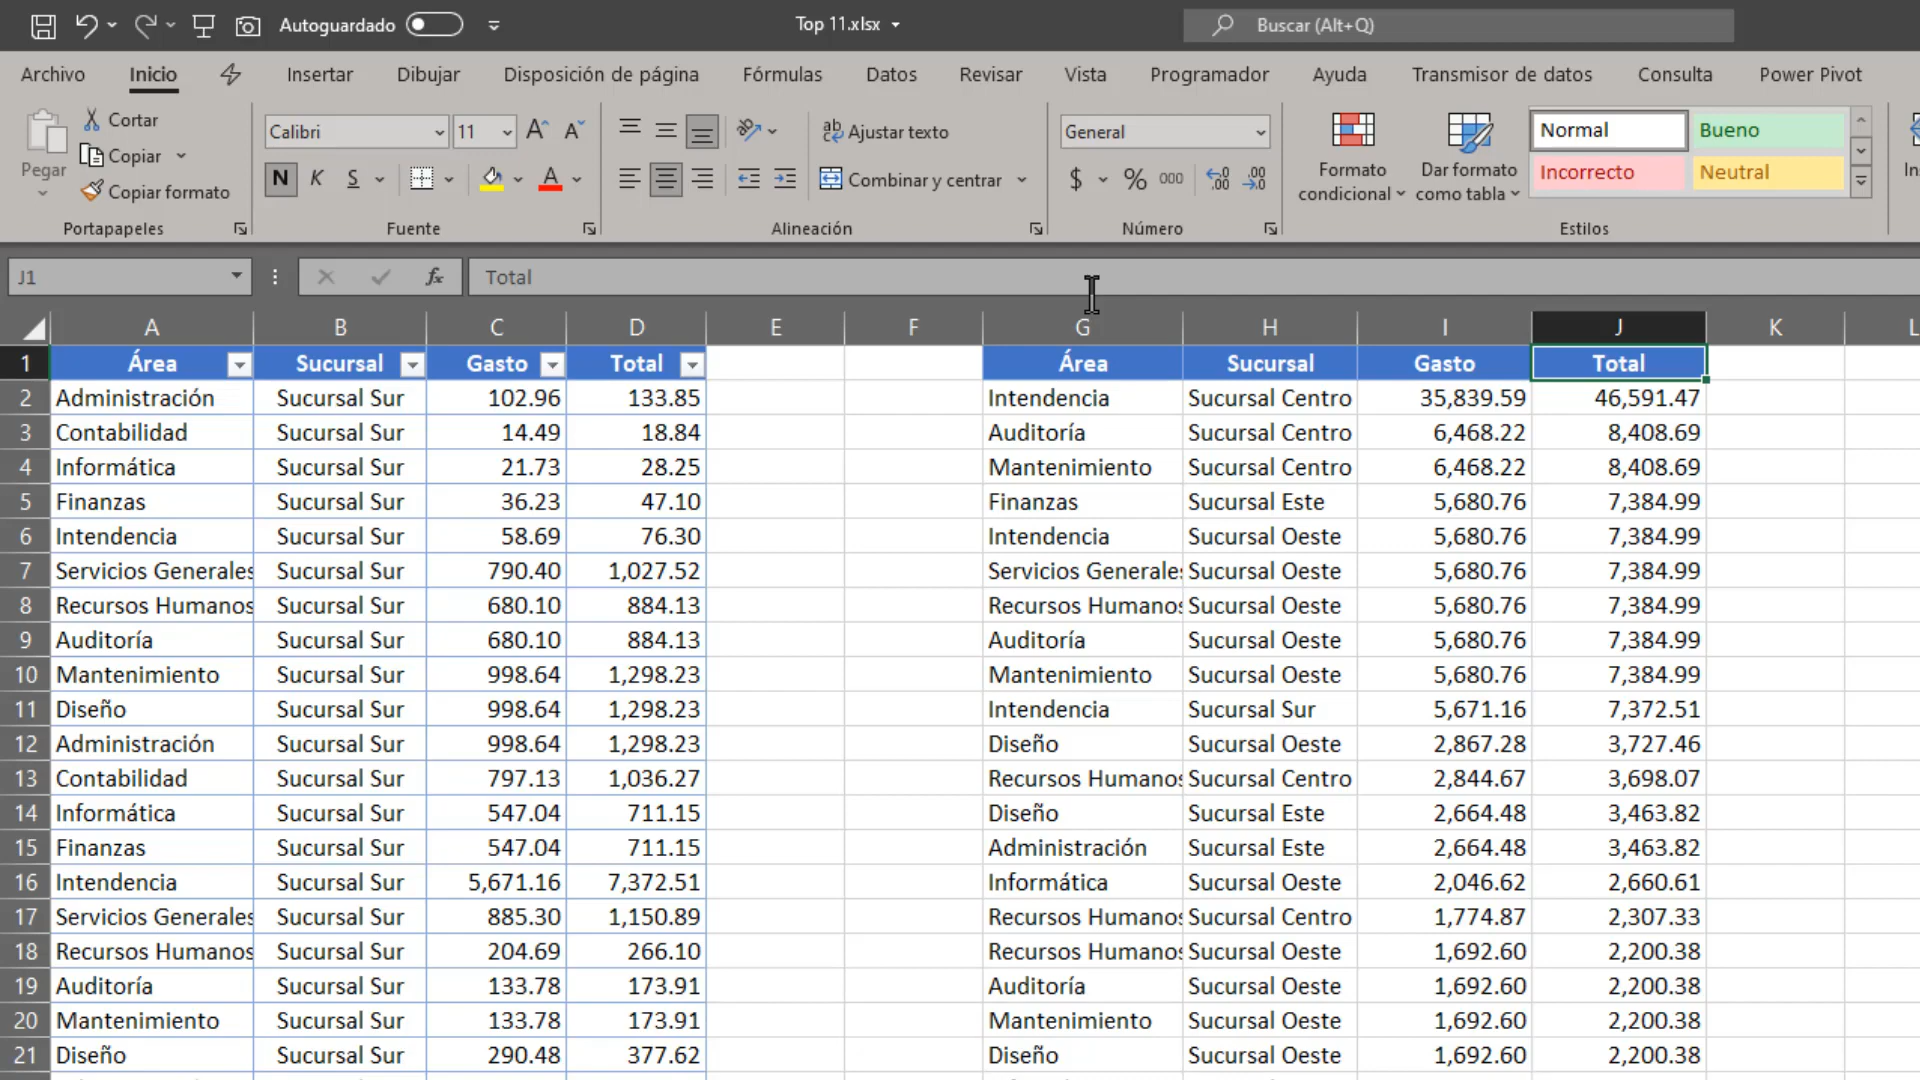 Autoguardado
Top 11.xlsx
Buscar (Alt+Q)
Archivo Inicio Insertar Dibujar Disposición de página Fórmulas Datos Revisar Vista Programador Ayuda Transmisor de datos Consulta Power Pivot
Pegar
Cortar
Copiar
Copiar formato
Portapapeles
Calibri 11
N K S
Fuente
Ajustar texto
Combinar y centrar
Alineación
General
$ % 000
Número
Formato condicional
Dar formato como tabla
Normal Bueno
Incorrecto Neutral
Estilos
J1 fx Total
A B C D E F G H I J K L
1 Área Sucursal Gasto Total Área Sucursal Gasto Total
2 Administración Sucursal Sur 102.96 133.85 Intendencia Sucursal Centro 35,839.59 46,591.47
3 Contabilidad Sucursal Sur 14.49 18.84 Auditoría Sucursal Centro 6,468.22 8,408.69
4 Informática Sucursal Sur 21.73 28.25 Mantenimiento Sucursal Centro 6,468.22 8,408.69
5 Finanzas Sucursal Sur 36.23 47.10 Finanzas Sucursal Este 5,680.76 7,384.99
6 Intendencia Sucursal Sur 58.69 76.30 Intendencia Sucursal Oeste 5,680.76 7,384.99
7 Servicios Generales Sucursal Sur 790.40 1,027.52 Servicios Generales Sucursal Oeste 5,680.76 7,384.99
8 Recursos Humanos Sucursal Sur 680.10 884.13 Recursos Humanos Sucursal Oeste 5,680.76 7,384.99
9 Auditoría Sucursal Sur 680.10 884.13 Auditoría Sucursal Oeste 5,680.76 7,384.99
10 Mantenimiento Sucursal Sur 998.64 1,298.23 Mantenimiento Sucursal Oeste 5,680.76 7,384.99
11 Diseño Sucursal Sur 998.64 1,298.23 Intendencia Sucursal Sur 5,671.16 7,372.51
12 Administración Sucursal Sur 998.64 1,298.23 Diseño Sucursal Oeste 2,867.28 3,727.46
13 Contabilidad Sucursal Sur 797.13 1,036.27 Recursos Humanos Sucursal Centro 2,844.67 3,698.07
14 Informática Sucursal Sur 547.04 711.15 Diseño Sucursal Este 2,664.48 3,463.82
15 Finanzas Sucursal Sur 547.04 711.15 Administración Sucursal Este 2,664.48 3,463.82
16 Intendencia Sucursal Sur 5,671.16 7,372.51 Informática Sucursal Oeste 2,046.62 2,660.61
17 Servicios Generales Sucursal Sur 885.30 1,150.89 Recursos Humanos Sucursal Centro 1,774.87 2,307.33
18 Recursos Humanos Sucursal Sur 204.69 266.10 Recursos Humanos Sucursal Oeste 1,692.60 2,200.38
19 Auditoría Sucursal Sur 133.78 173.91 Auditoría Sucursal Oeste 1,692.60 2,200.38
20 Mantenimiento Sucursal Sur 133.78 173.91 Mantenimiento Sucursal Oeste 1,692.60 2,200.38
21 Diseño Sucursal Sur 290.48 377.62 Diseño Sucursal Oeste 1,692.60 2,200.38